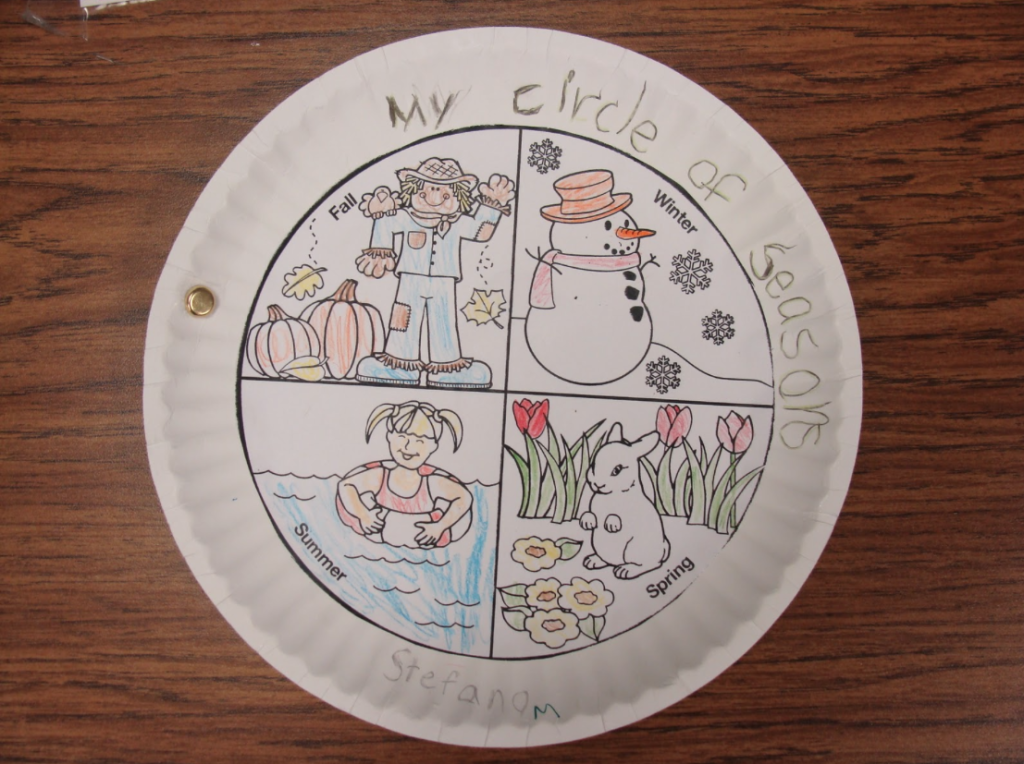 My circle of seasons
Fall
Winter
Summer
Spring
Stefano M